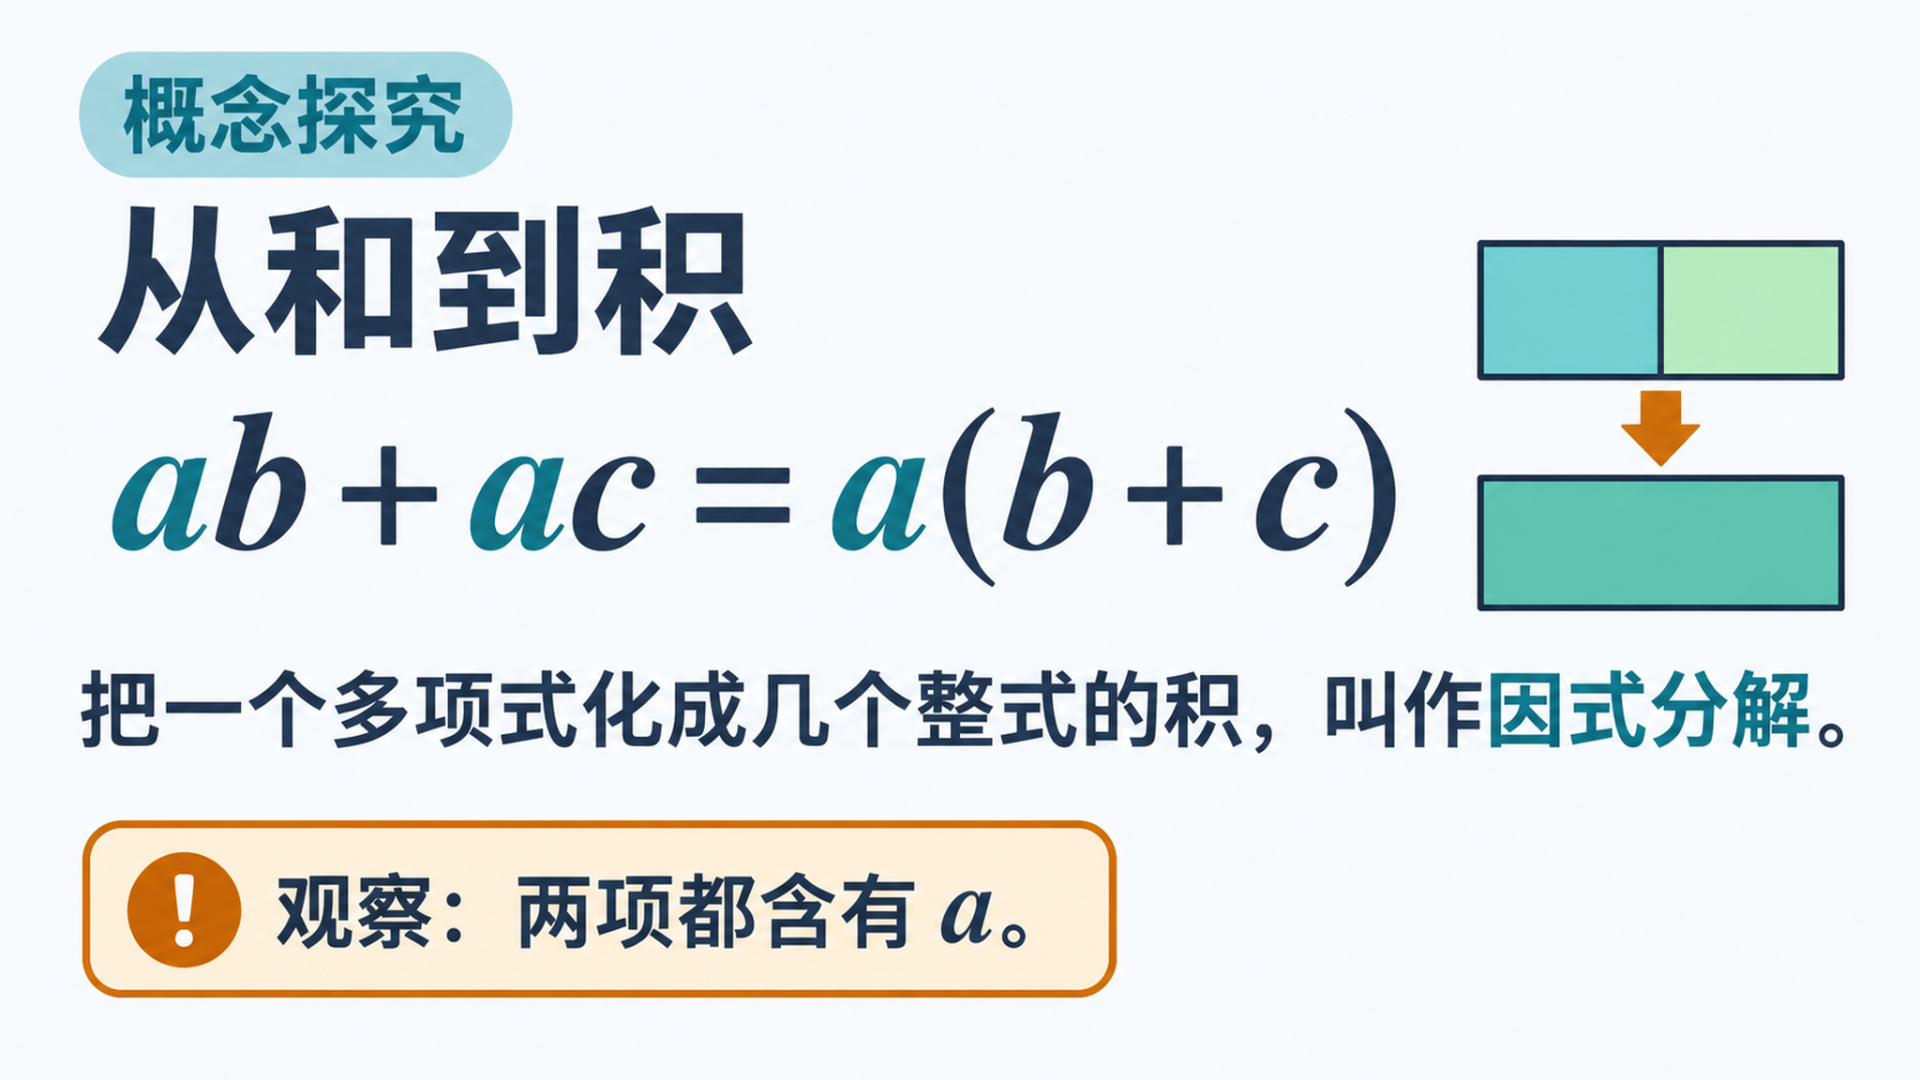 概念探究
从和到积
ab + ac = a(b + c)
把一个多项式化成几个整式的积，叫作因式分解。
! 观察：两项都含有 a。